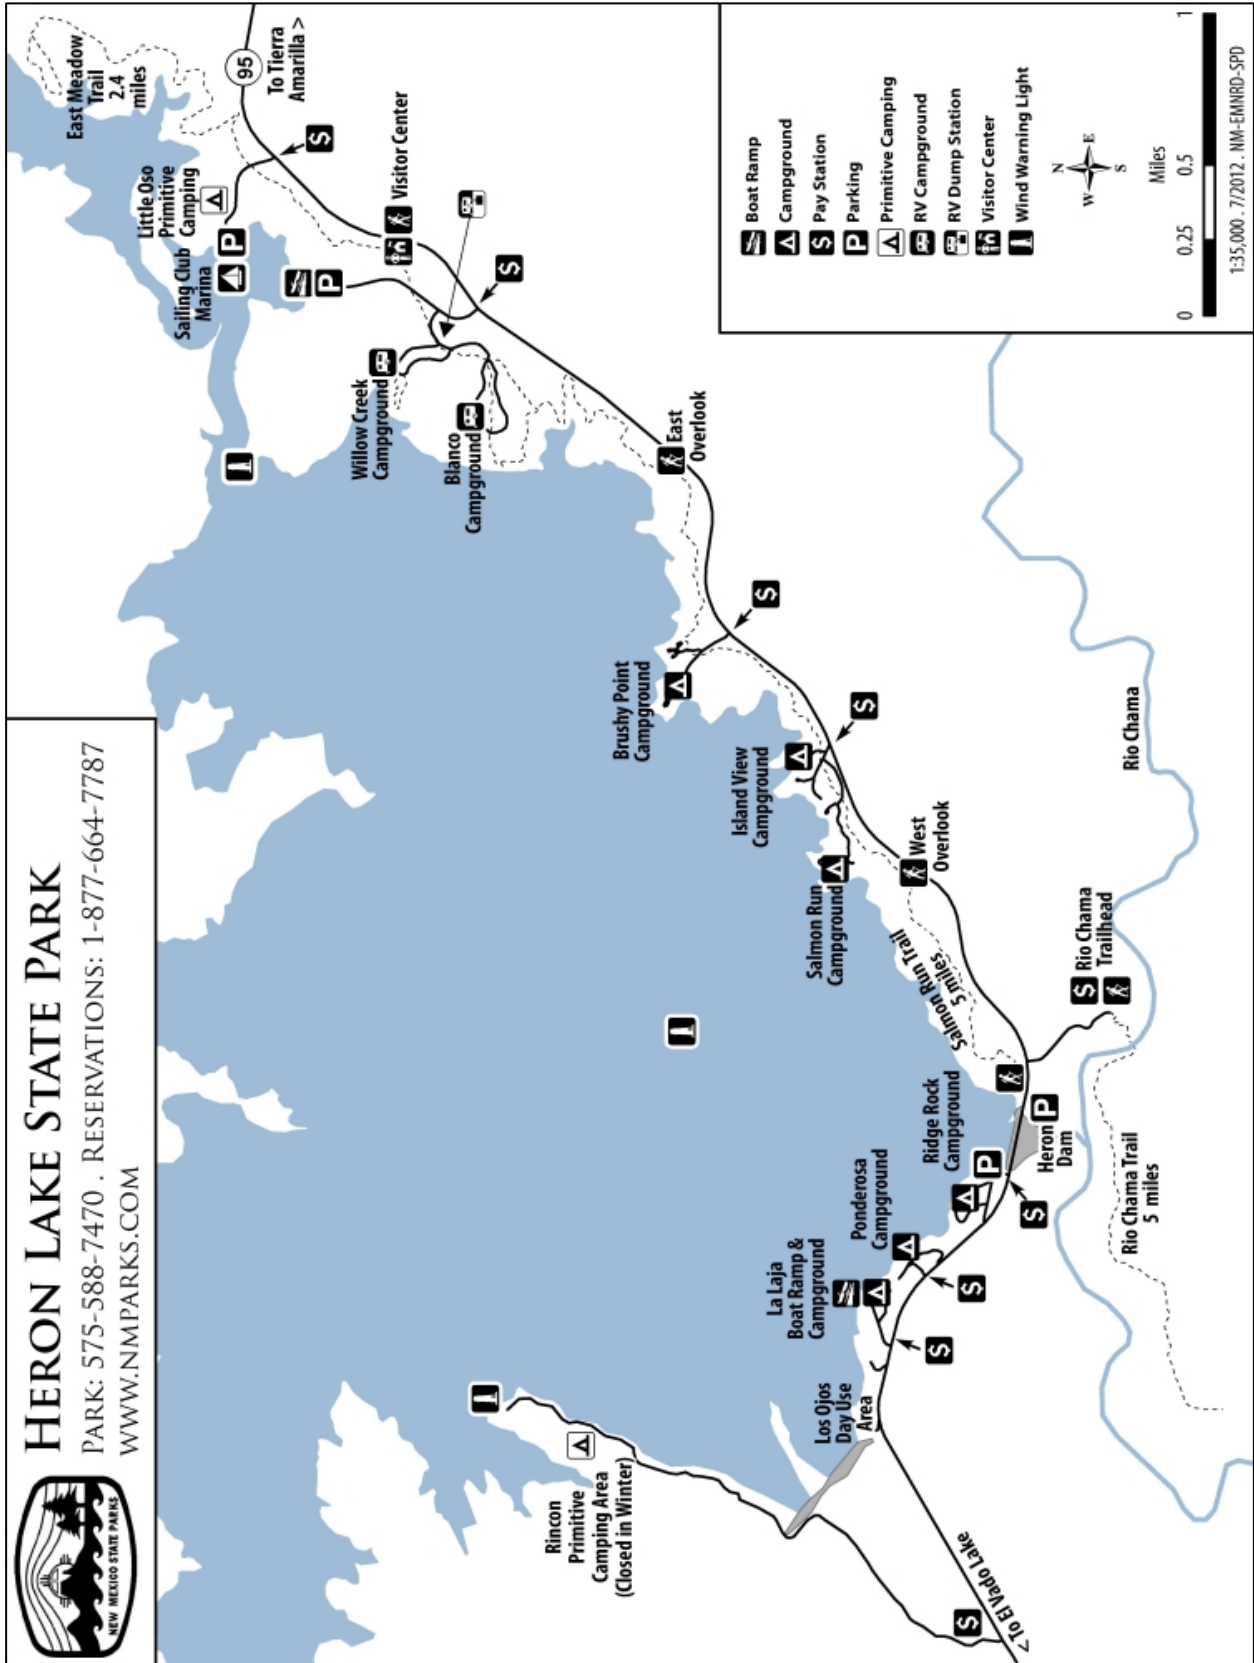 HERON LAKE STATE PARK
PARK: 575-588-7470 . RESERVATIONS: 1-877-664-7787
WWW.NMPARKS.COM
NEW MEXICO STATE PARKS
Rincon
Primitive
Camping Area
(Closed in Winter)
< To El Vado Lake
$
Los Ojos
Day Use
Area
La Laja
Boat Ramp &
Campground
$
Ponderosa
Campground
$
Ridge Rock
Campground
P
$
Heron
Dam
P
Rio Chama Trail
5 miles
$
Rio Chama
Trailhead
Salmon Run Trail
5 miles
West
Overlook
Salmon Run
Campground
Island View
Campground
$
Brushy Point
Campground
$
Rio Chama
East
Overlook
Blanco
Campground
Willow Creek
Campground
$
Visitor Center
P
Sailing Club
Marina
P
Little Oso
Primitive
Camping
$
East Meadow
Trail
2.4
miles
95
To Tierra
Amarilla >
Boat Ramp
Campground
$ Pay Station
P Parking
Primitive Camping
RV Campground
RV Dump Station
Visitor Center
Wind Warning Light
N
W E
S
Miles
0 0.25 0.5 1
1:35,000 . 7/2012 . NM-EMNRD-SPD